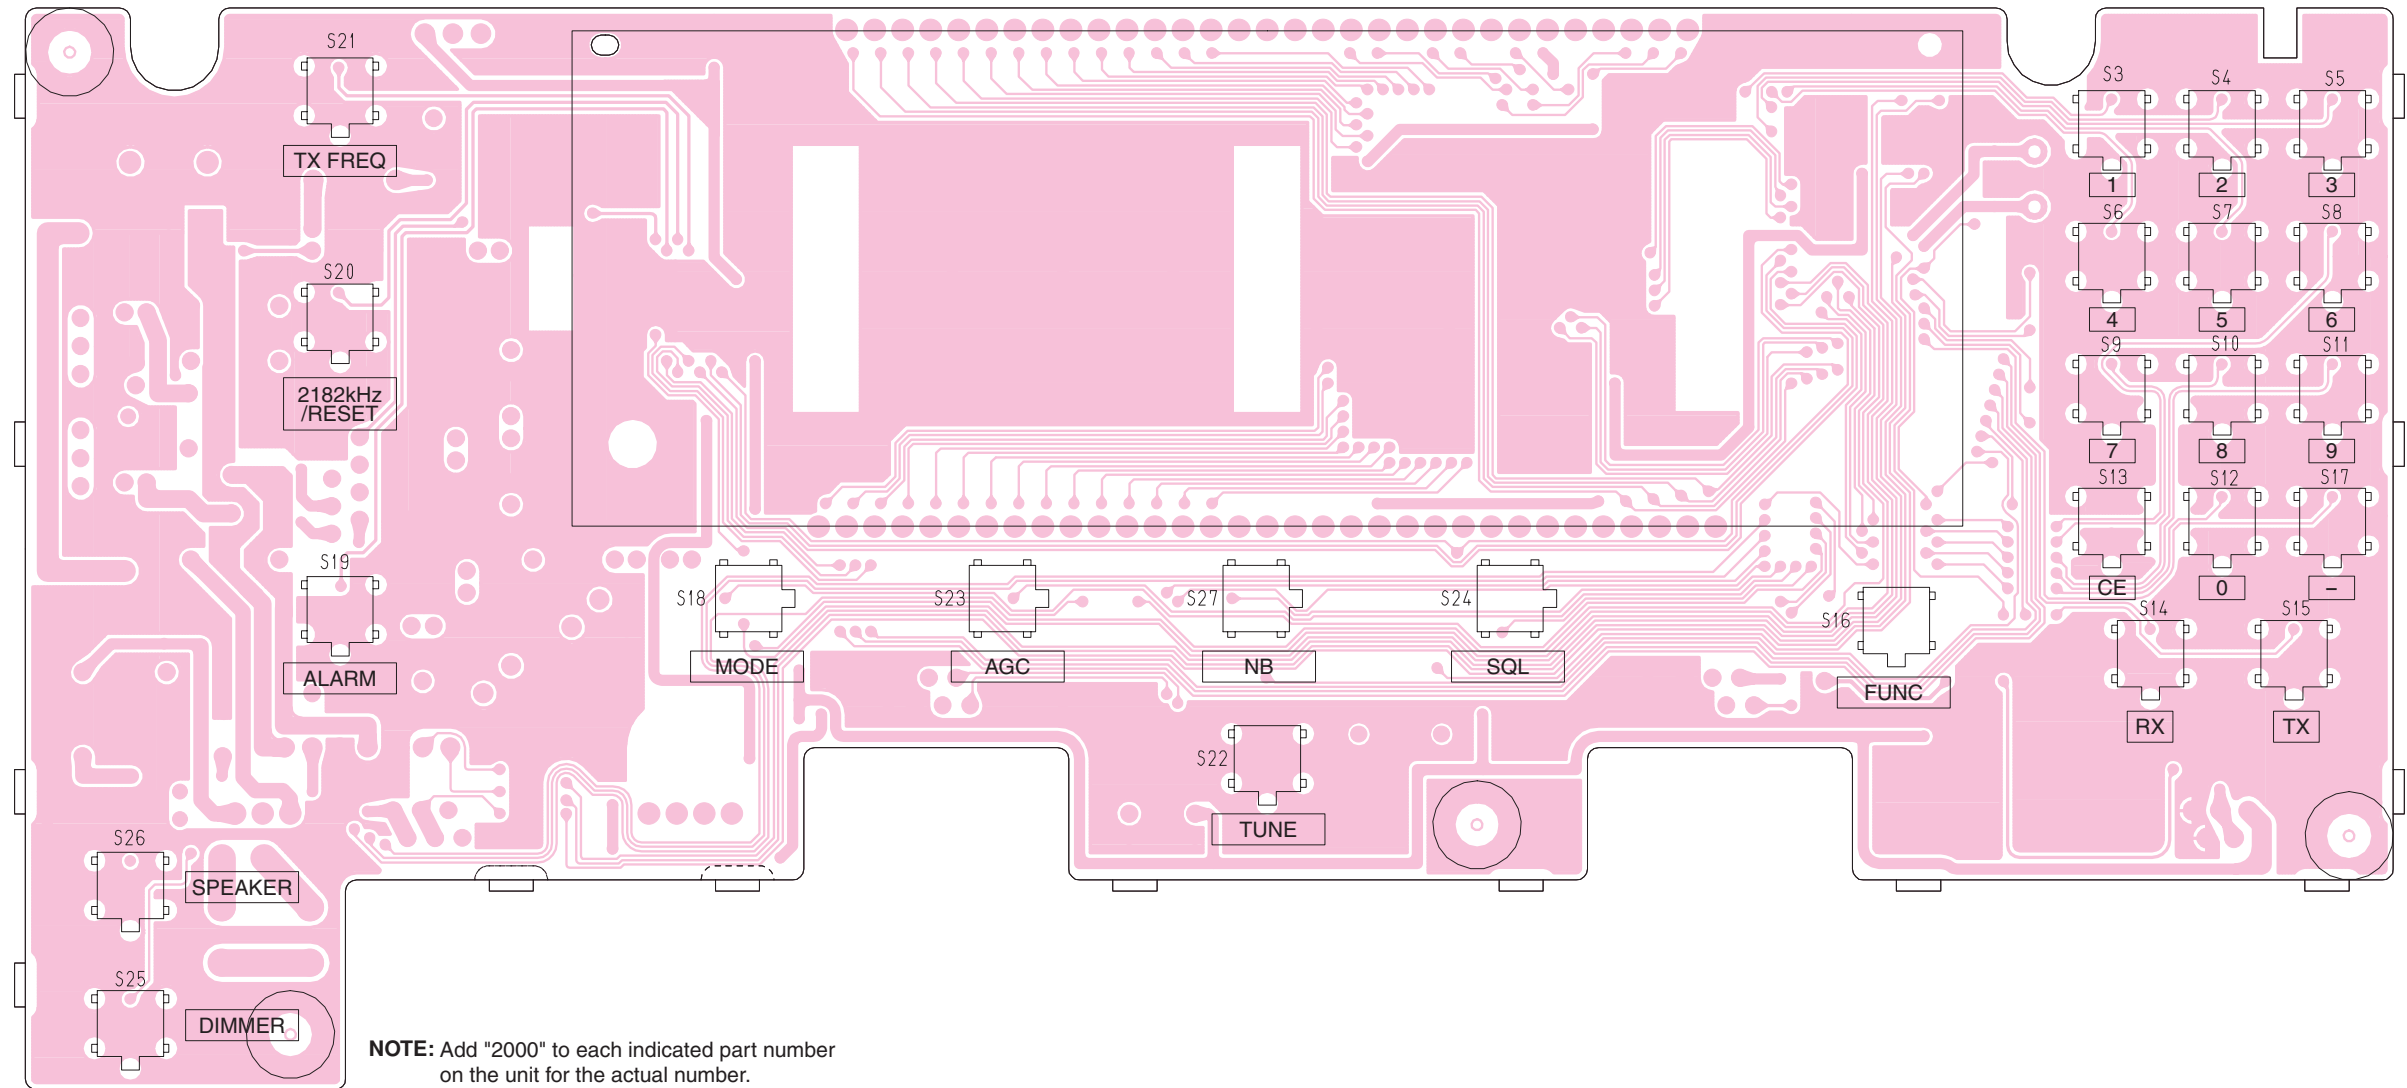 S21
TX FREQ
S3
S4
S5
1
2
3
S6
S7
S8
4
5
6
S20
2182kHz
/RESET
S9
S10
S11
7
8
9
S13
S12
S17
CE
0
–
S19
ALARM
S18
MODE
S23
AGC
S27
NB
S24
SQL
S16
FUNC
S14
S15
RX
TX
S22
TUNE
S26
SPEAKER
S25
DIMMER
NOTE: Add "2000" to each indicated part number
on the unit for the actual number.